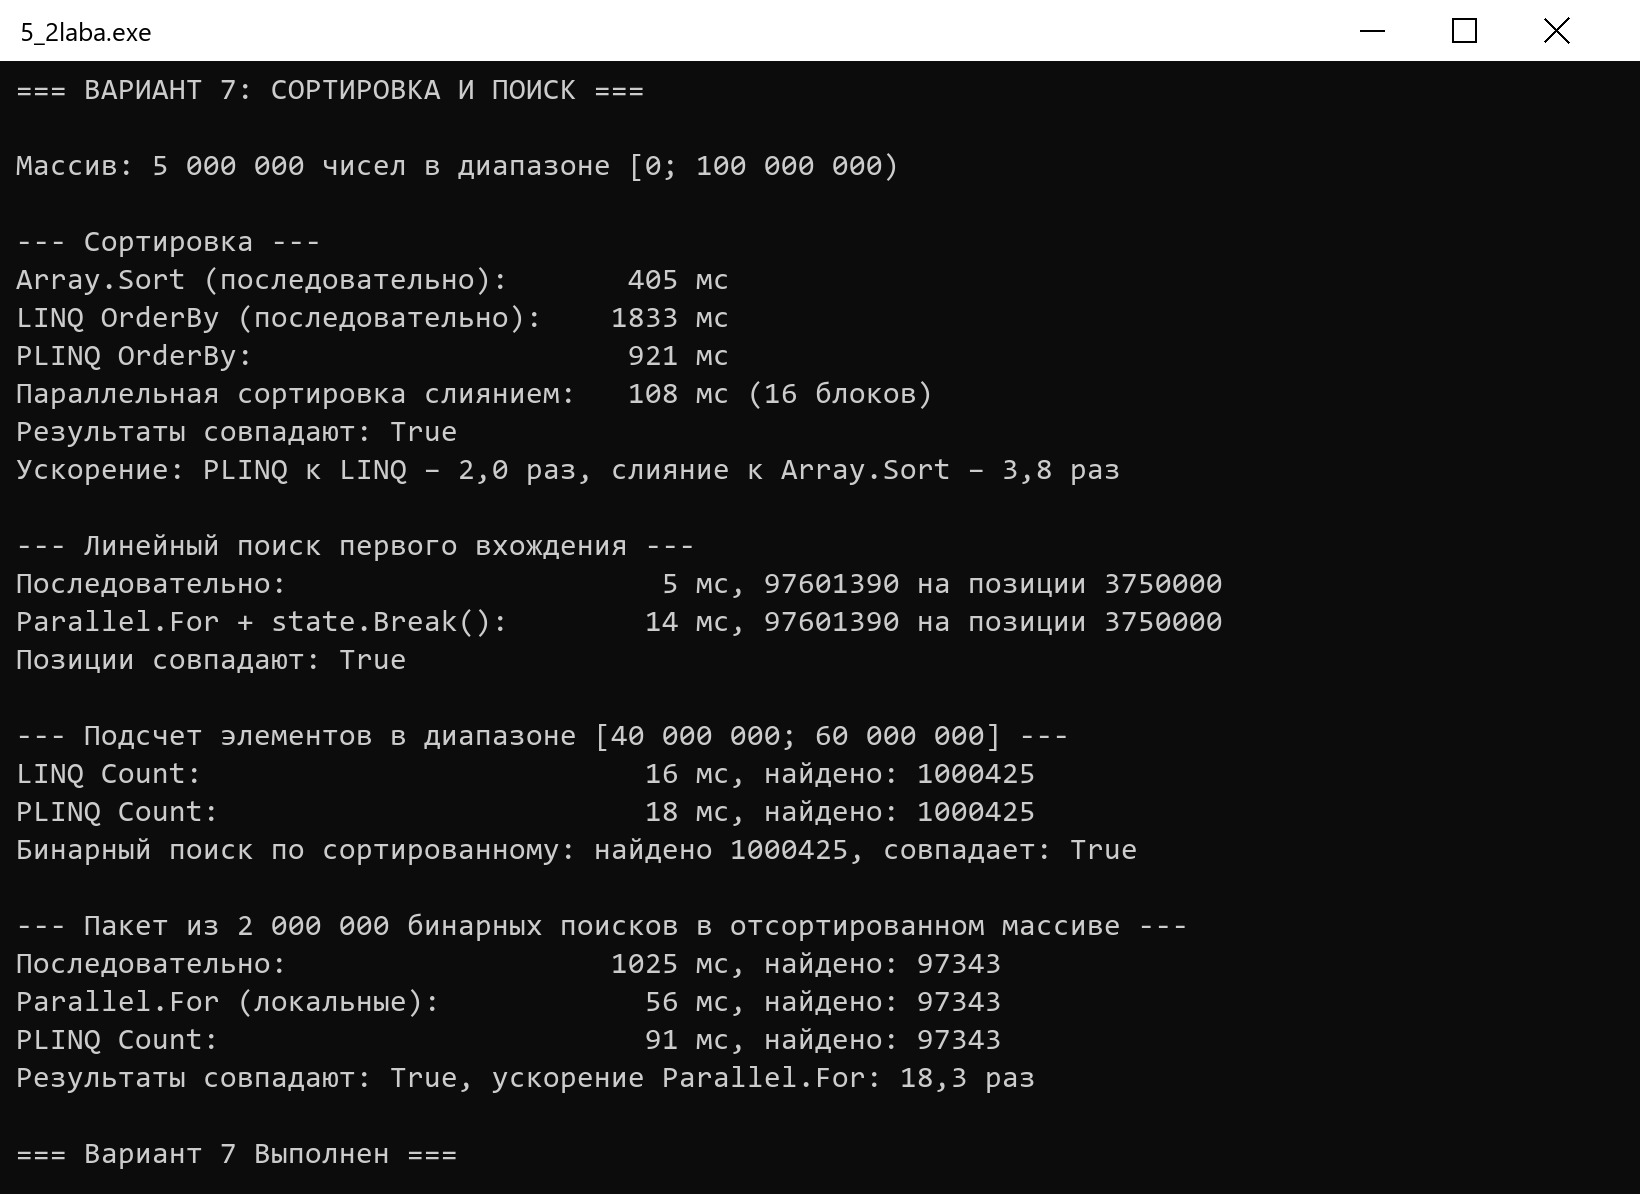 5_2laba.exe
=== ВАРИАНТ 7: СОРТИРОВКА И ПОИСК ===
Массив: 5 000 000 чисел в диапазоне [0; 100 000 000)
--- Сортировка ---
Array.Sort (последовательно):       405 мс
LINQ OrderBy (последовательно):    1833 мс
PLINQ OrderBy:                      921 мс
Параллельная сортировка слиянием:   108 мс (16 блоков)
Результаты совпадают: True
Ускорение: PLINQ к LINQ – 2,0 раз, слияние к Array.Sort – 3,8 раз
--- Линейный поиск первого вхождения ---
Последовательно:                      5 мс, 97601390 на позиции 3750000
Parallel.For + state.Break():        14 мс, 97601390 на позиции 3750000
Позиции совпадают: True
--- Подсчет элементов в диапазоне [40 000 000; 60 000 000] ---
LINQ Count:                          16 мс, найдено: 1000425
PLINQ Count:                         18 мс, найдено: 1000425
Бинарный поиск по сортированному: найдено 1000425, совпадает: True
--- Пакет из 2 000 000 бинарных поисков в отсортированном массиве ---
Последовательно:                   1025 мс, найдено: 97343
Parallel.For (локальные):            56 мс, найдено: 97343
PLINQ Count:                         91 мс, найдено: 97343
Результаты совпадают: True, ускорение Parallel.For: 18,3 раз
=== Вариант 7 Выполнен ===